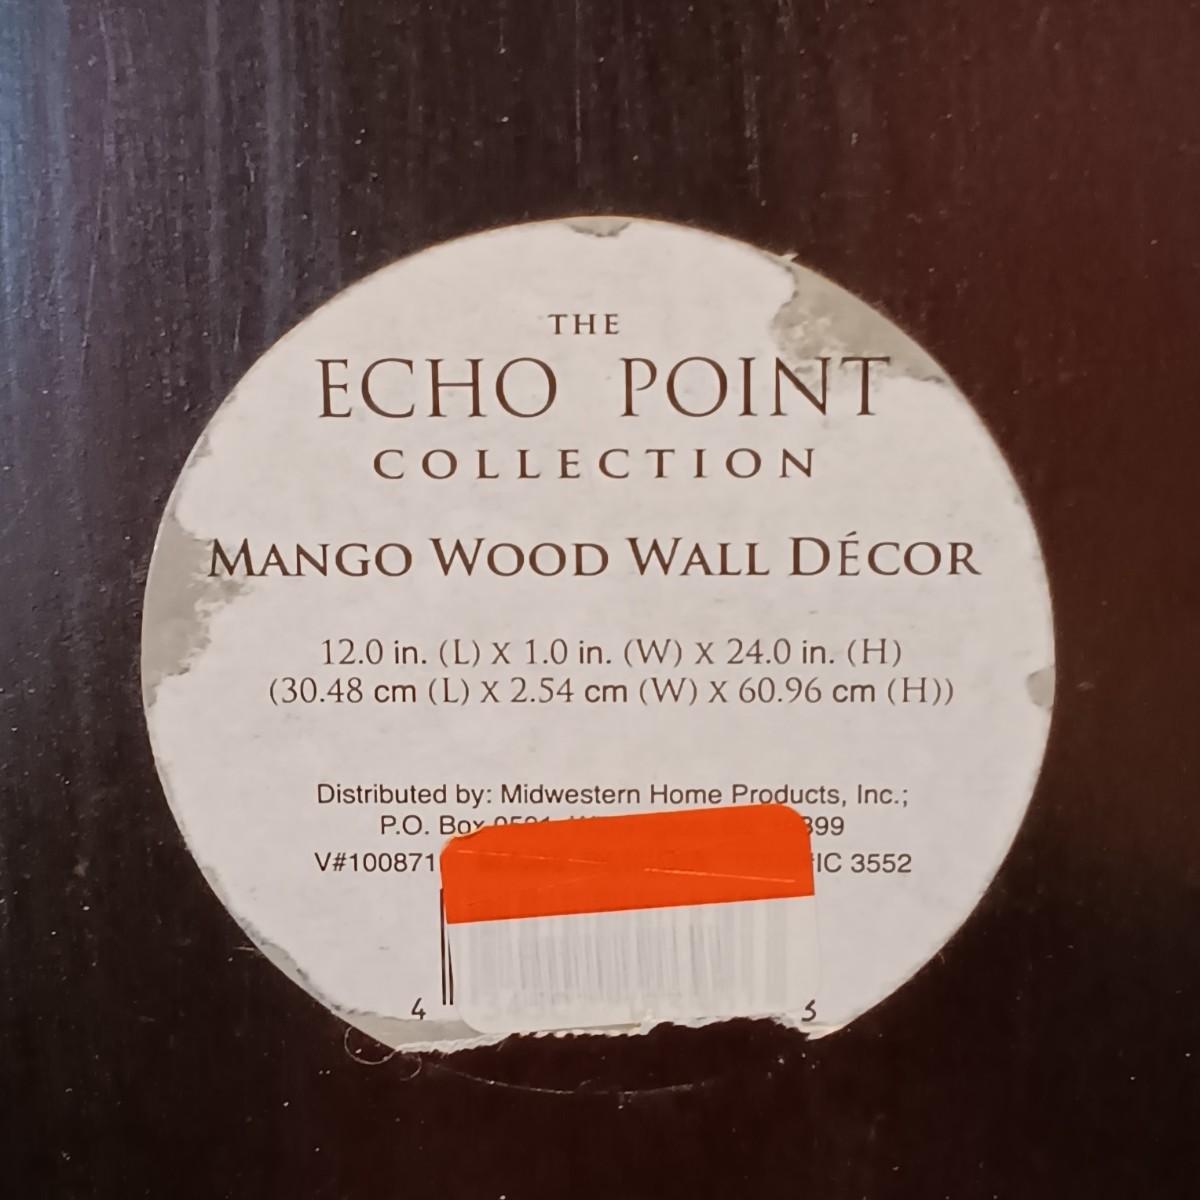 THE
ECHO POINT
COLLECTION
MANGO WOOD WALL DÉCOR
12.0 in. (L) X 1.0 in. (W) X 24.0 in. (H)
(30.48 cm (L) X 2.54 cm (W) X 60.96 cm (H))
Distributed by: Midwestern Home Products, Inc.;
P.O. Box 399
V#100871 IC 3552
4